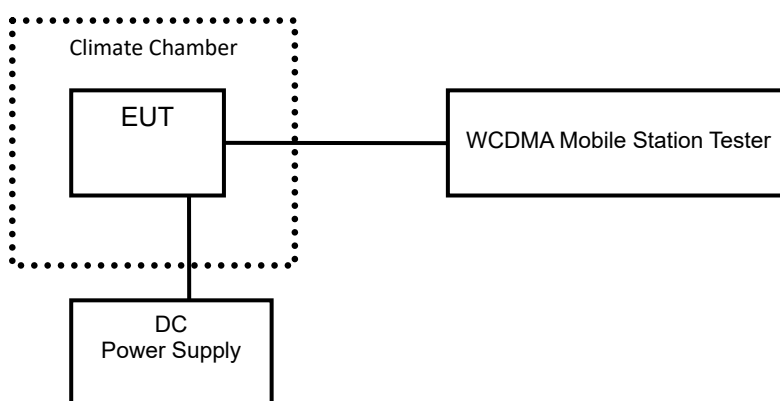 Climate Chamber
EUT
WCDMA Mobile Station Tester
DC
Power Supply